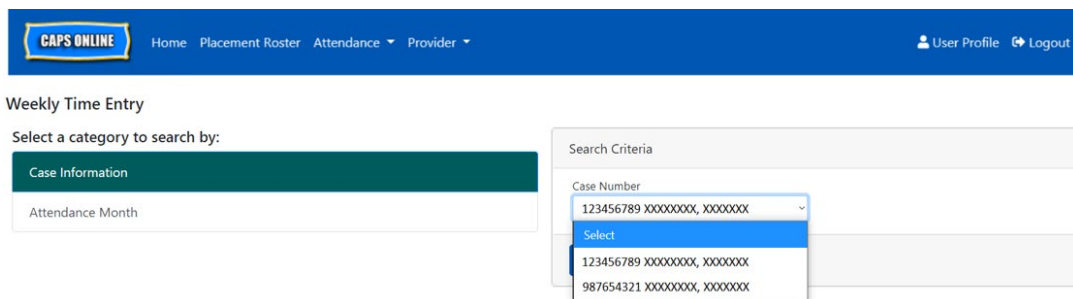 CAPS ONLINE Home Placement Roster Attendance Provider User Profile Logout
Weekly Time Entry
Select a category to search by:
Case Information
Attendance Month
Search Criteria
Case Number
123456789 XXXXXXXX, XXXXXXX
Select
123456789 XXXXXXXX, XXXXXXX
987654321 XXXXXXXX, XXXXXXX